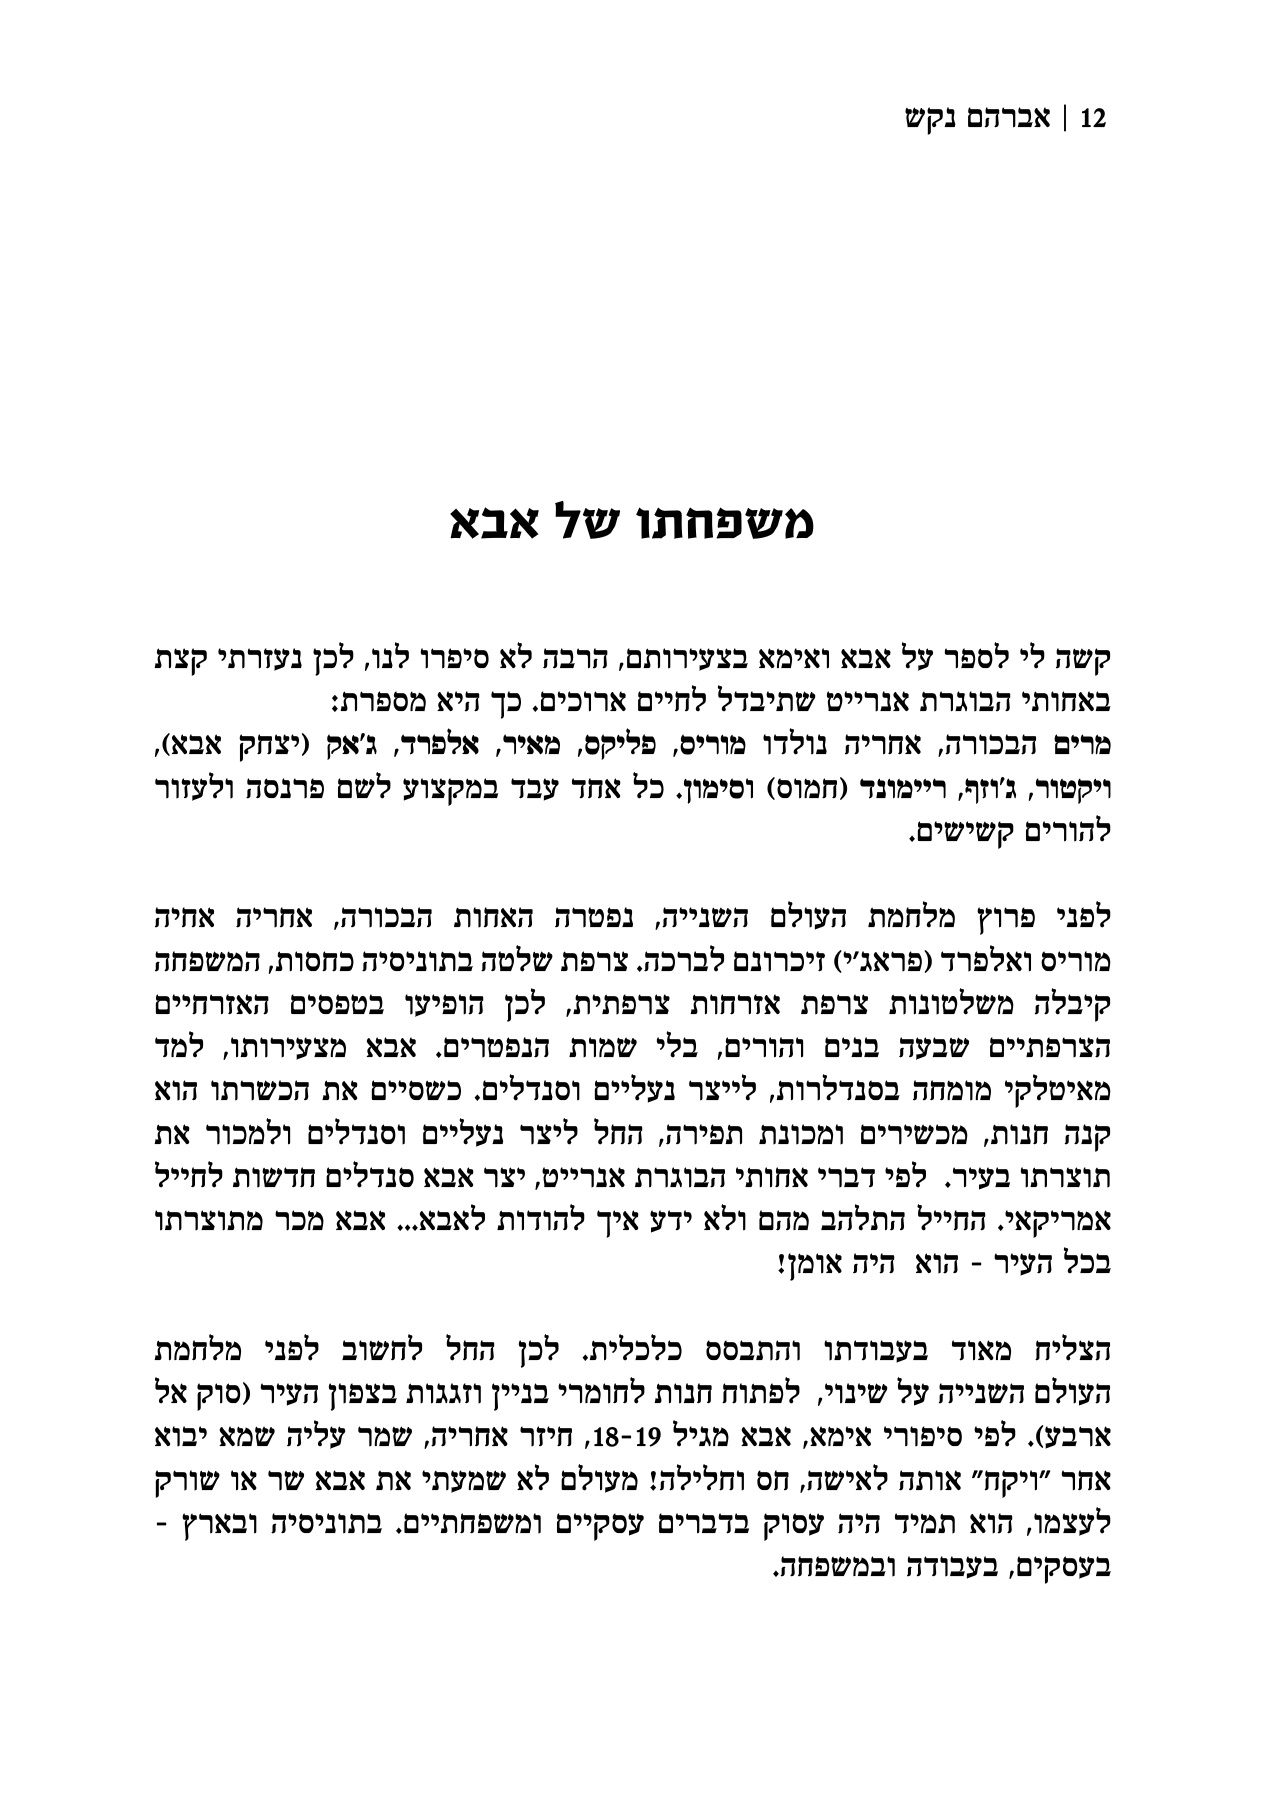 12 | אברהם נקש
משפחתו של אבא
קשה לי לספר על אבא ואימא בצעירותם, הרבה לא סיפרו לנו, לכן נעזרתי קצת
באחותי הבוגרת אנרייט שתיבדל לחיים ארוכים. כך היא מספרת:
מרים הבכורה, אחריה נולדו מוריס, פליקס, מאיר, אלפרד, ג'אק (יצחק אבא),
ויקטור, ג'וזף, ריימונד (חמוס) וסימון. כל אחד עבד במקצוע לשם פרנסה ולעזור
להורים קשישים.
לפני פרוץ מלחמת העולם השנייה, נפטרה האחות הבכורה, אחריה אחיה
מוריס ואלפרד (פראג'י) זיכרונם לברכה. צרפת שלטה בתוניסיה כחסות, המשפחה
קיבלה משלטונות צרפת אזרחות צרפתית, לכן הופיעו בטפסים האזרחיים
הצרפתיים שבעה בנים והורים, בלי שמות הנפטרים. אבא מצעירותו, למד
מאיטלקי מומחה בסנדלרות, לייצר נעליים וסנדלים. כשסיים את הכשרתו הוא
קנה חנות, מכשירים ומכונת תפירה, החל ליצר נעליים וסנדלים ולמכור את
תוצרתו בעיר.  לפי דברי אחותי הבוגרת אנרייט, יצר אבא סנדלים חדשות לחייל
אמריקאי. החייל התלהב מהם ולא ידע איך להודות לאבא... אבא מכר מתוצרתו
בכל העיר - הוא  היה אומן!
הצליח מאוד בעבודתו והתבסס כלכלית. לכן החל לחשוב לפני מלחמת
העולם השנייה על שינוי,  לפתוח חנות לחומרי בניין וזגגות בצפון העיר (סוק אל
ארבע). לפי סיפורי אימא, אבא מגיל 18-19, חיזר אחריה, שמר עליה שמא יבוא
אחר "ויקח" אותה לאישה, חס וחלילה! מעולם לא שמעתי את אבא שר או שורק
לעצמו, הוא תמיד היה עסוק בדברים עסקיים ומשפחתיים. בתוניסיה ובארץ -
בעסקים, בעבודה ובמשפחה.